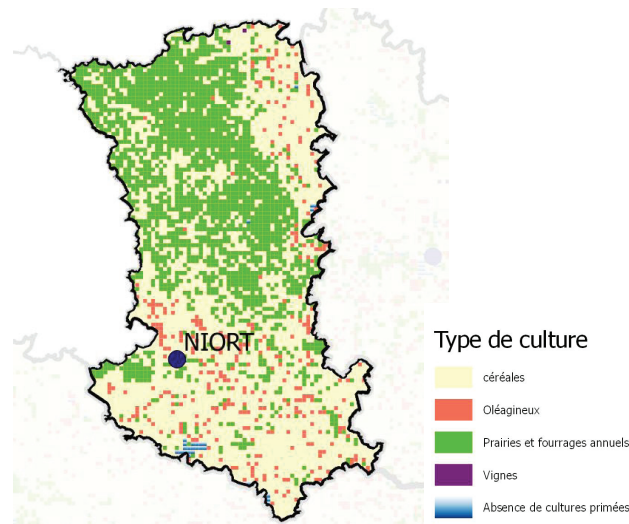 NIORT
Type de culture
céréales
Oléagineux
Prairies et fourrages annuels
Vignes
Absence de cultures primées